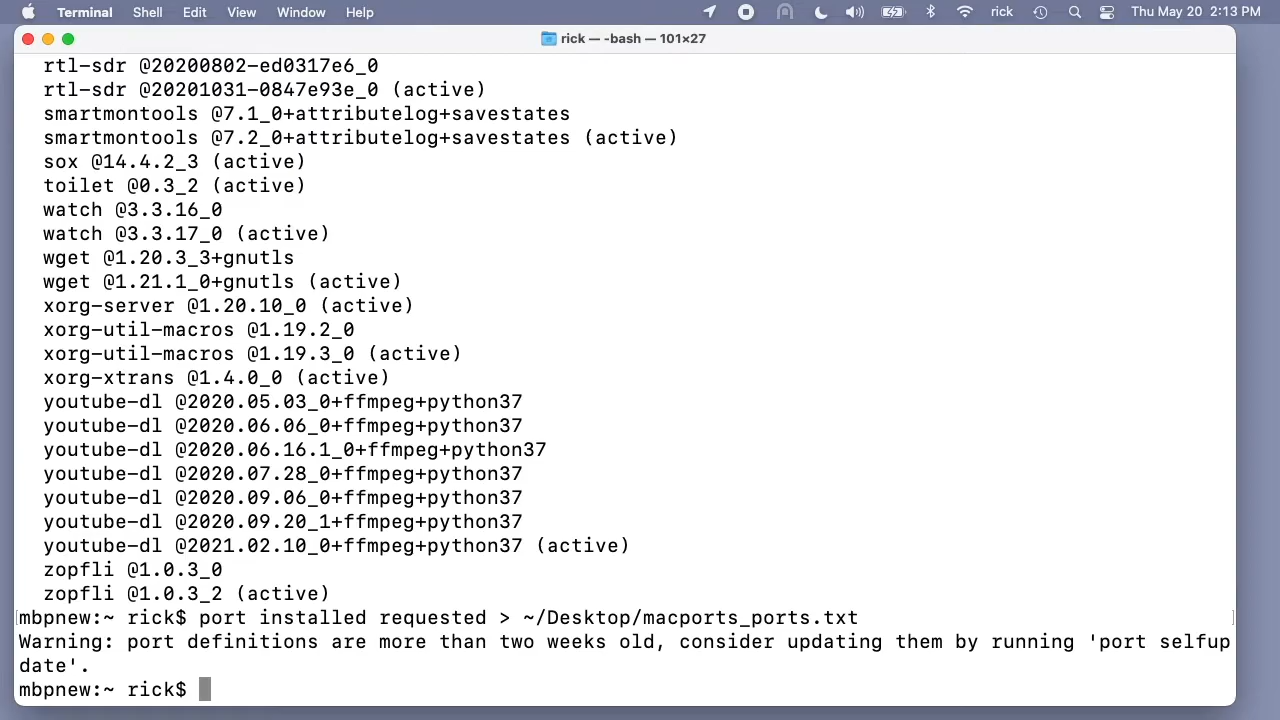 Terminal Shell Edit View Window Help rick Thu May 20 2:13 PM
rick — -bash — 101×27
rtl-sdr @20200802-ed0317e6_0
rtl-sdr @20201031-0847e93e_0 (active)
smartmontools @7.1_0+attributelog+savestates
smartmontools @7.2_0+attributelog+savestates (active)
sox @14.4.2_3 (active)
toilet @0.3_2 (active)
watch @3.3.16_0
watch @3.3.17_0 (active)
wget @1.20.3_3+gnutls
wget @1.21.1_0+gnutls (active)
xorg-server @1.20.10_0 (active)
xorg-util-macros @1.19.2_0
xorg-util-macros @1.19.3_0 (active)
xorg-xtrans @1.4.0_0 (active)
youtube-dl @2020.05.03_0+ffmpeg+python37
youtube-dl @2020.06.06_0+ffmpeg+python37
youtube-dl @2020.06.16.1_0+ffmpeg+python37
youtube-dl @2020.07.28_0+ffmpeg+python37
youtube-dl @2020.09.06_0+ffmpeg+python37
youtube-dl @2020.09.20_1+ffmpeg+python37
youtube-dl @2021.02.10_0+ffmpeg+python37 (active)
zopfli @1.0.3_0
zopfli @1.0.3_2 (active)
[mbpnew:~ rick$ port installed requested > ~/Desktop/macports_ports.txt ]
Warning: port definitions are more than two weeks old, consider updating them by running 'port selfup
date'.
mbpnew:~ rick$